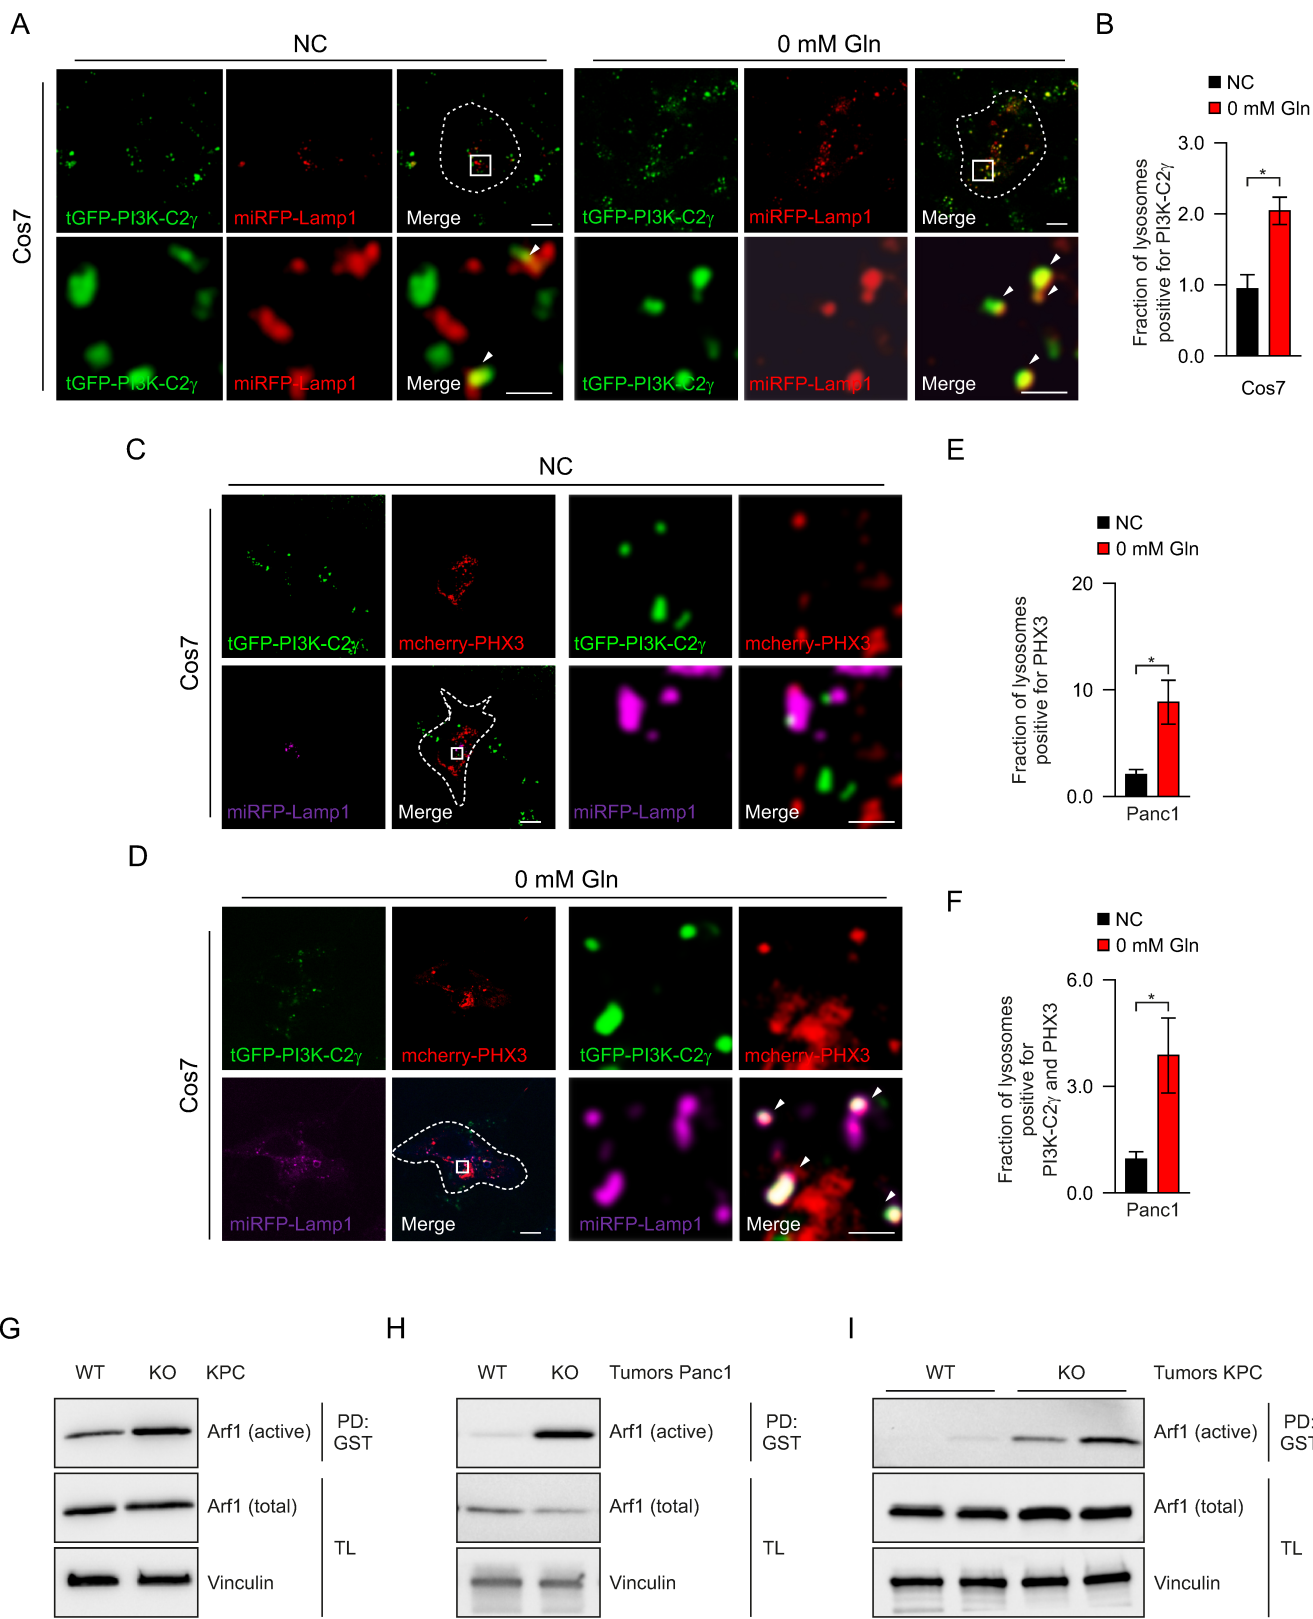 A
NC
0 mM Gln
Cos7
tGFP-PI3K-C2γ
miRFP-Lamp1
Merge
tGFP-PI3K-C2γ
miRFP-Lamp1
Merge
tGFP-PI3K-C2γ
miRFP-Lamp1
Merge
tGFP-PI3K-C2γ
miRFP-Lamp1
Merge
B
NC
0 mM Gln
Fraction of lysosomes
positive for PI3K-C2γ
3.0
2.0
1.0
0.0
*
Cos7
C
NC
Cos7
tGFP-PI3K-C2γ
mcherry-PHX3
tGFP-PI3K-C2γ
mcherry-PHX3
miRFP-Lamp1
Merge
miRFP-Lamp1
Merge
E
NC
0 mM Gln
Fraction of lysosomes
positive for PHX3
20
10
0.0
*
Panc1
D
0 mM Gln
Cos7
tGFP-PI3K-C2γ
mcherry-PHX3
tGFP-PI3K-C2γ
mcherry-PHX3
miRFP-Lamp1
Merge
miRFP-Lamp1
Merge
F
NC
0 mM Gln
Fraction of lysosomes
positive for
PI3K-C2γ and PHX3
6.0
3.0
0.0
*
Panc1
G
WT KO KPC
Arf1 (active)
PD:
GST
Arf1 (total)
TL
Vinculin
H
WT KO Tumors Panc1
Arf1 (active)
PD:
GST
Arf1 (total)
TL
Vinculin
I
WT KO Tumors KPC
Arf1 (active)
PD:
GST
Arf1 (total)
TL
Vinculin